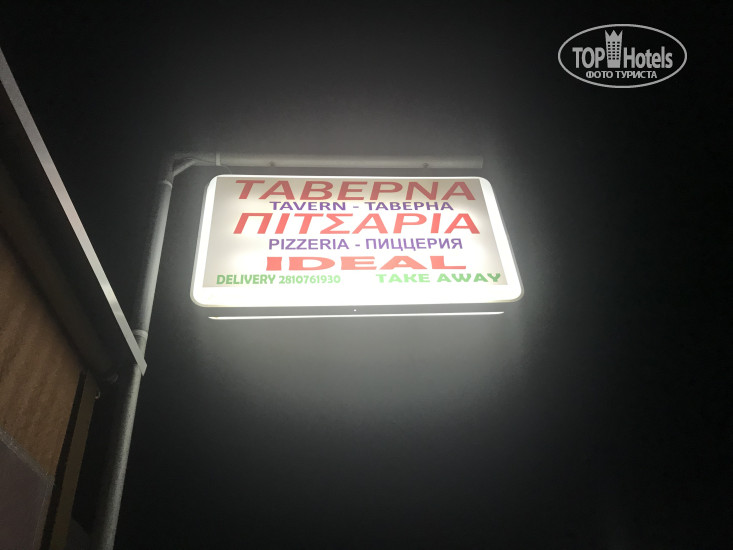 TOP Hotels
ФОТО ТУРИСТА
ΤΑΒΕΡΝΑ
TAVERN - ТАВЕРНА
ΠΙΤΣΑΡΙΑ
PIZZERIA - ПИЦЦЕРИЯ
IDEAL
DELIVERY 2810761930 TAKE AWAY